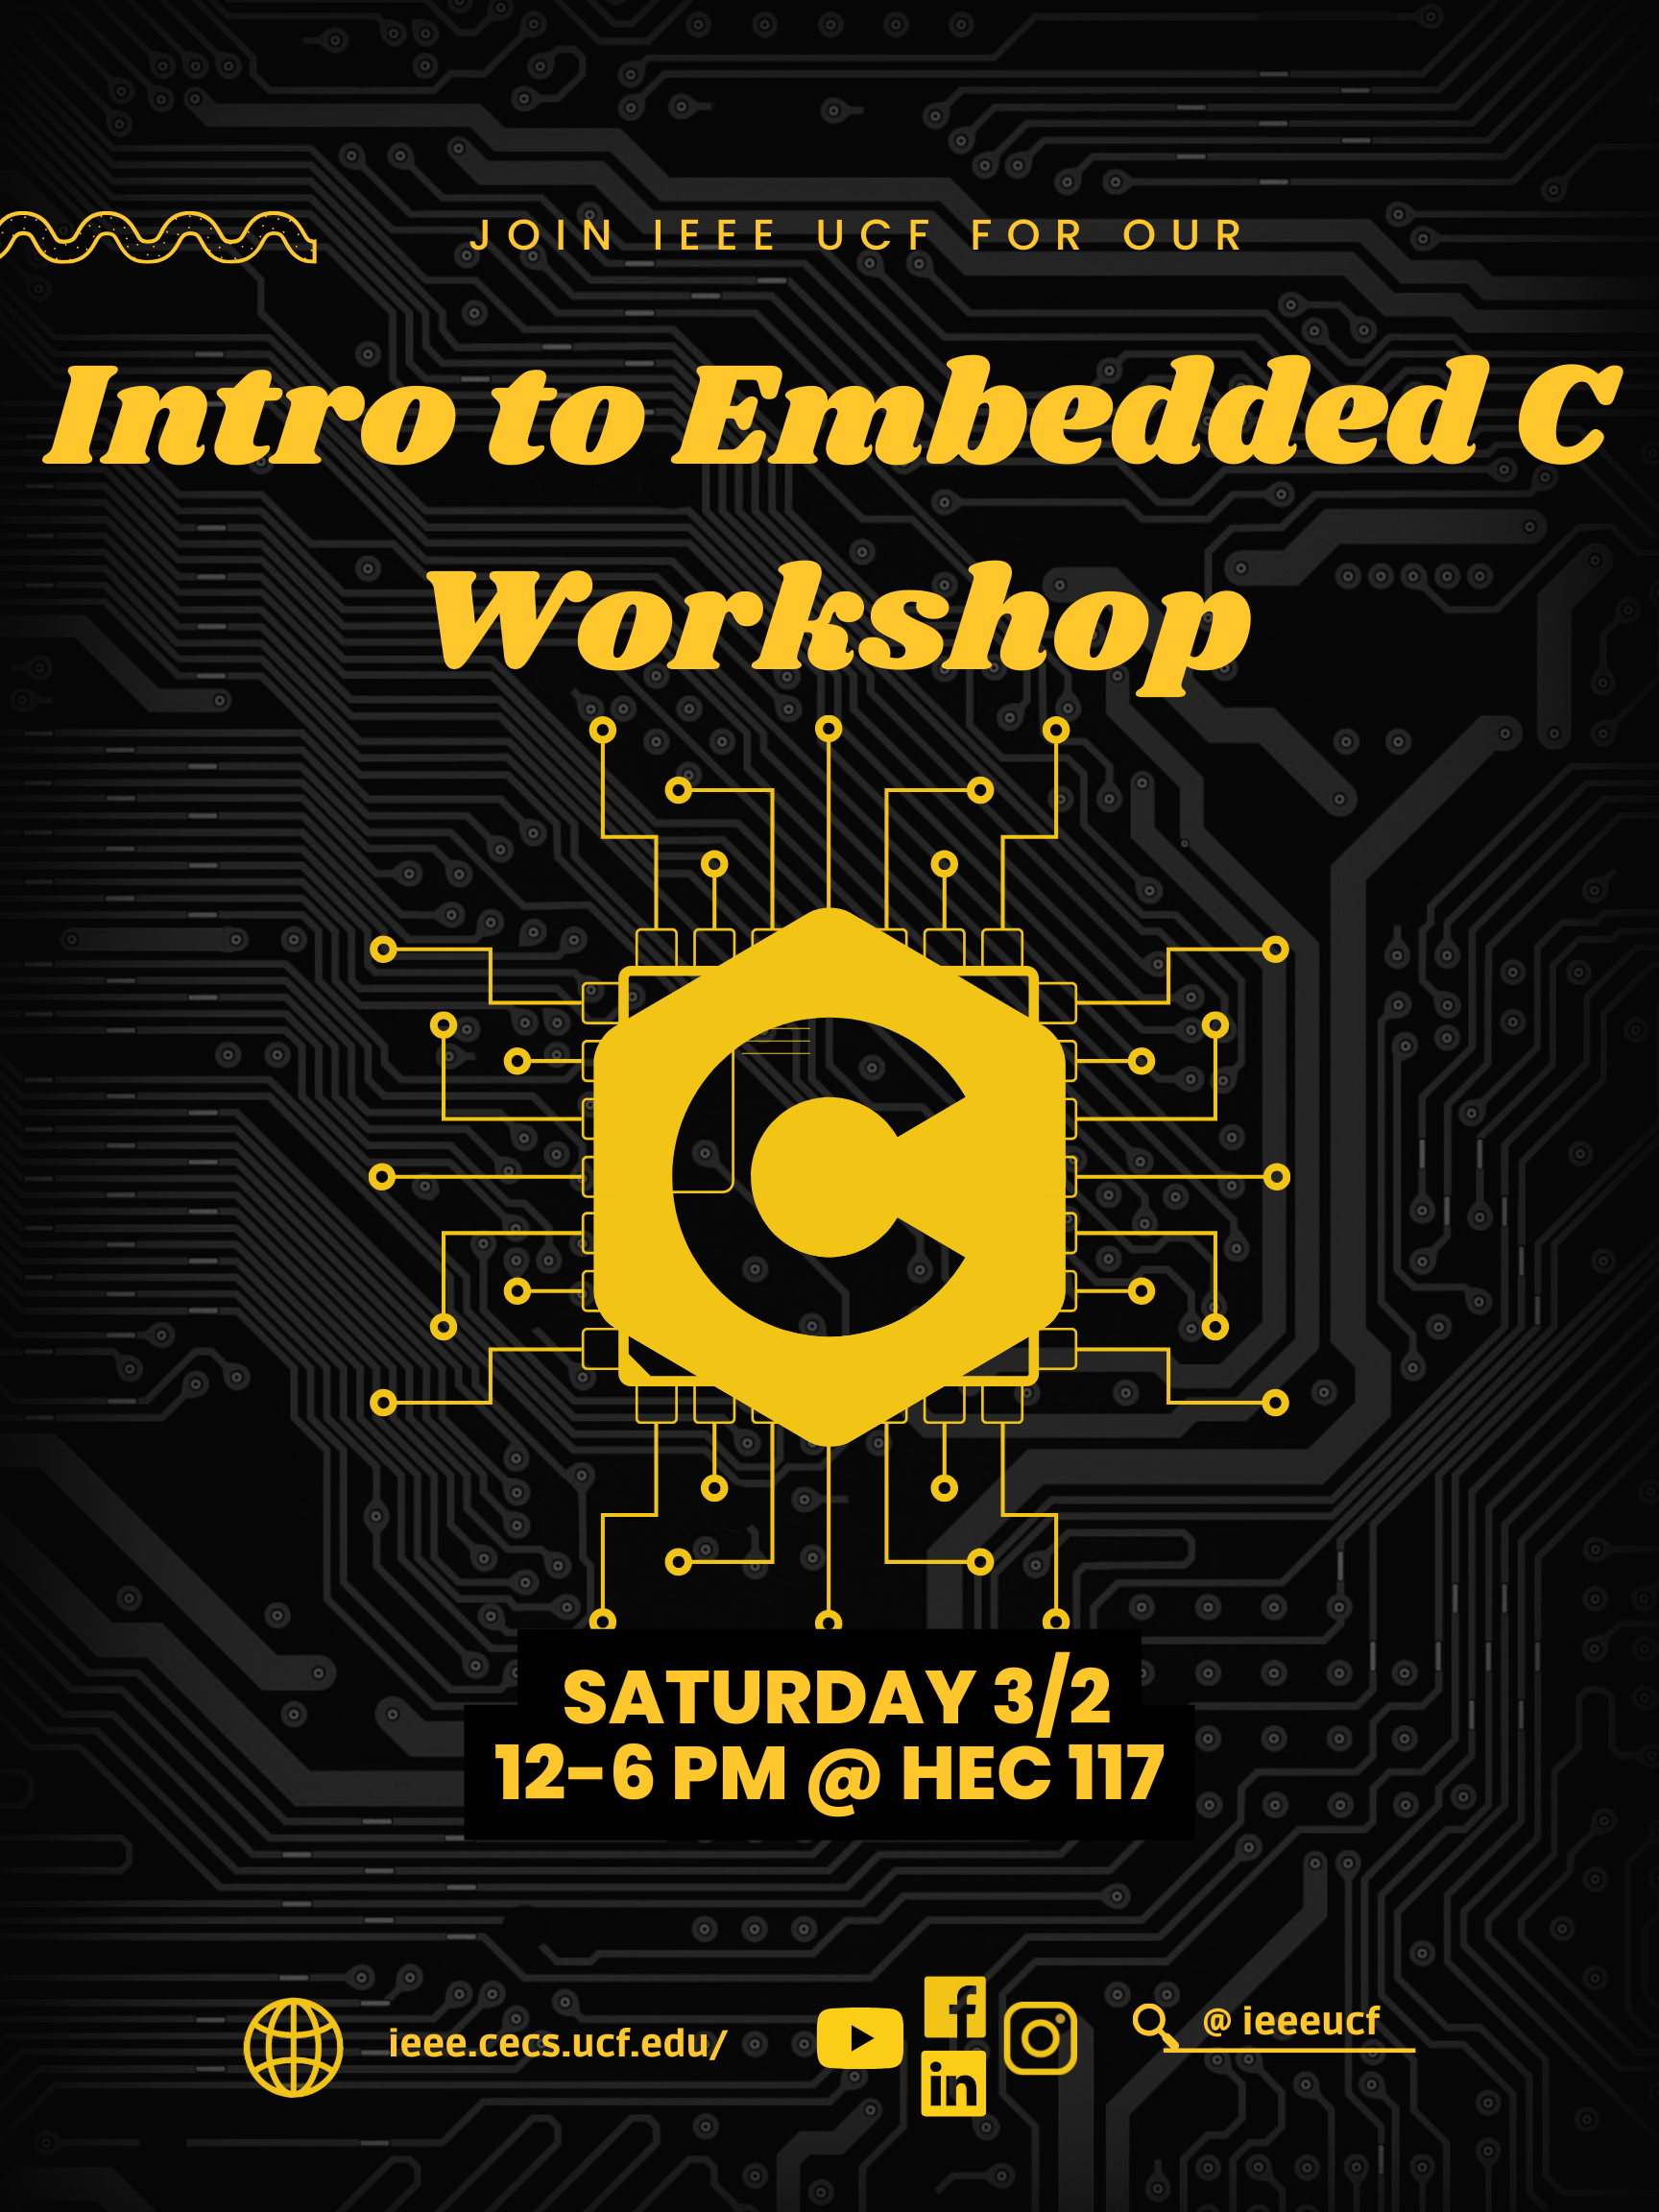 JOIN IEEE UCF FOR OUR
Intro to Embedded C
Workshop
C
SATURDAY 3/2
12-6 PM @ HEC 117
ieee.cecs.ucf.edu/
f
in
@ ieeeucf